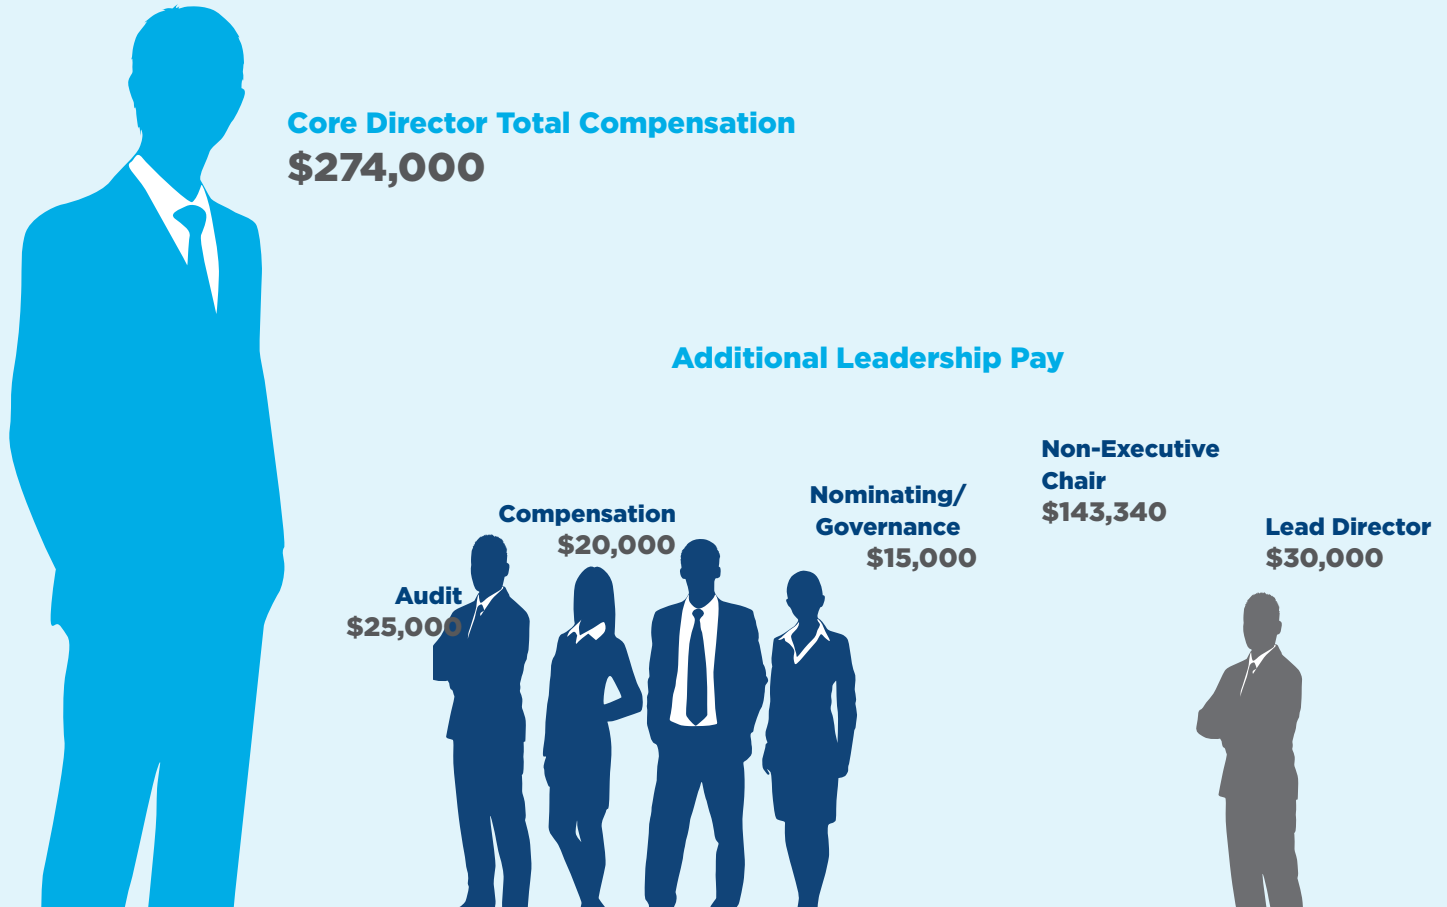 Core Director Total Compensation
$274,000
Additional Leadership Pay
Audit
$25,000
Compensation
$20,000
Nominating/
Governance
$15,000
Non-Executive
Chair
$143,340
Lead Director
$30,000